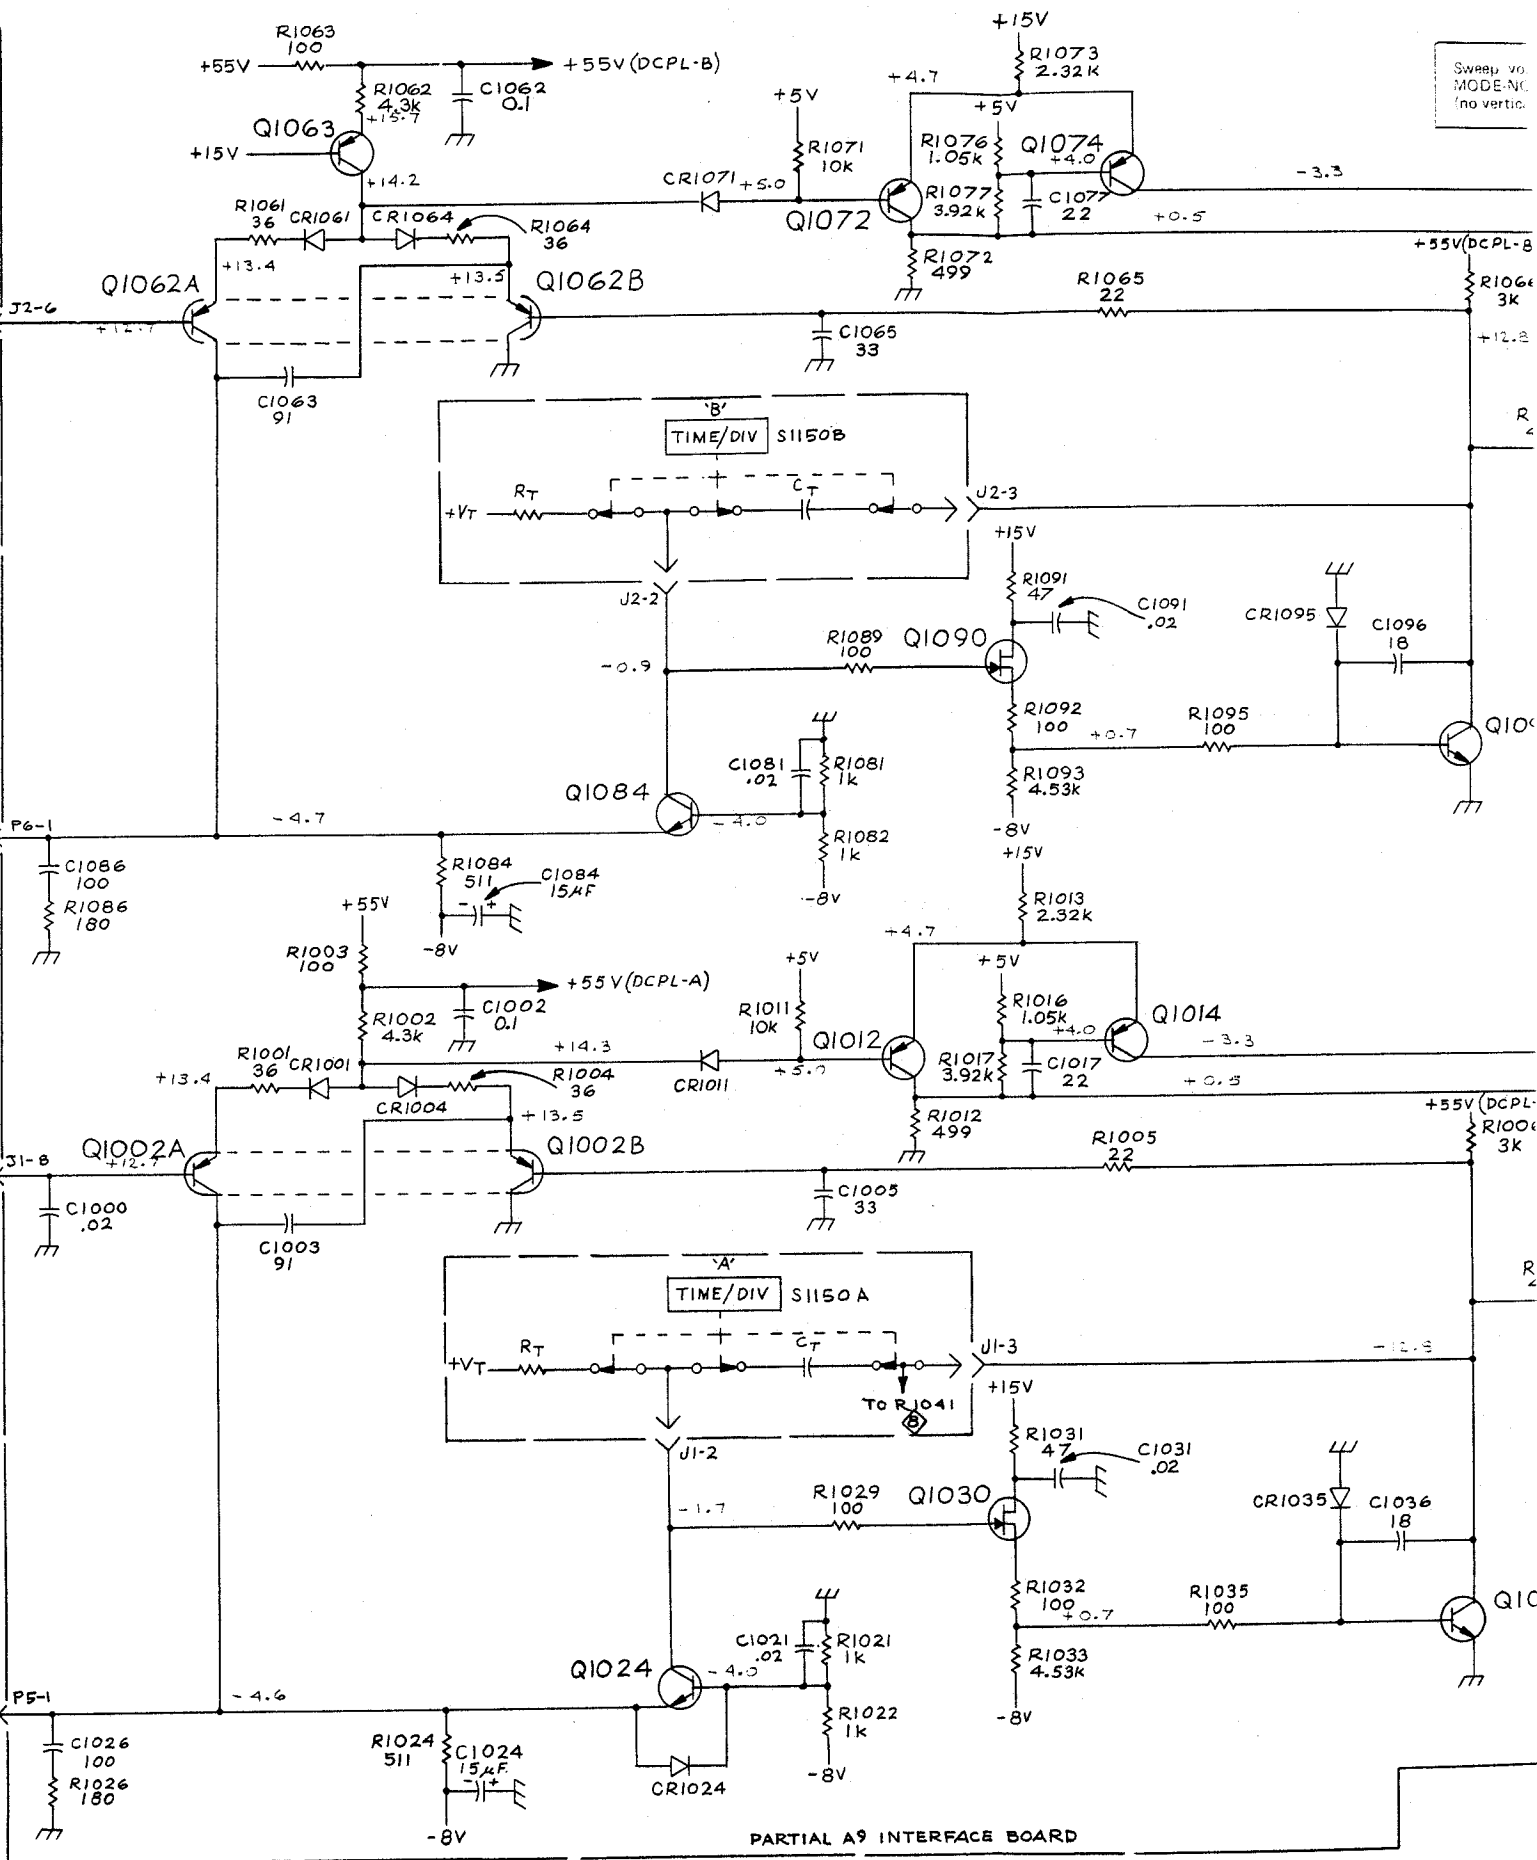 R1063
100
+55V
+55V (DCPL-B)
R1062
4.3k
+15.7
C1062
0.1
Q1063
+15V
+14.2
R1061
36
CR1061
CR1064
R1064
36
+13.4
+13.5
Q1062A
Q1062B
J2-6
+12.7
C1063
91
CR1071
+5.0
+5V
R1071
10K
Q1072
+4.7
+15V
R1073
2.32K
+5V
R1076
1.05K
Q1074
+4.0
R1077
3.92K
C1077
22
-3.3
+0.5
R1072
499
Sweep
MODE
(no
+55V(DCPL-B
3K
+12.8
R1065
22
C1065
33
'B'
TIME/DIV
S1150B
+VT
RT
CT
J2-3
J2-2
+15V
R1091
47
C1091
.02
CR1095
C1096
18
R1089
100
Q1090
-0.9
R1092
100
+0.7
R1095
100
R1093
4.53K
-8V
Q1084
C1081
.02
R1081
1K
-4.0
R1082
1K
-8V
P6-1
-4.7
C1086
100
R1086
180
R1084
511
C1084
15µF
- +
-8V
+55V
R1003
100
+55V(DCPL-A)
R1002
4.3K
C1002
0.1
+14.3
R1001
36
CR1001
CR1004
R1004
36
+13.4
+13.5
Q1002A
Q1002B
J1-8
+12.7
C1000
.02
C1003
91
CR1011
+5.0
+5V
R1011
10K
Q1012
+4.7
+15V
R1013
2.32K
+5V
R1016
1.05K
+4.0
Q1014
R1017
3.92K
C1017
22
-3.3
+0.5
R1012
499
+55V(DCPL-
3K
R1005
22
C1005
33
'A'
TIME/DIV
S1150A
+VT
RT
CT
J1-3
TO R1041
8
J1-2
+15V
R1031
47
C1031
.02
CR1035
C1036
18
R1029
100
Q1030
-1.7
R1032
100
+0.7
R1035
100
R1033
4.53K
-8V
Q1024
C1021
.02
R1021
1K
-4.0
R1022
1K
-8V
P5-1
-4.6
C1026
100
R1026
180
R1024
511
C1024
15µF
- +
-8V
CR1024
PARTIAL A9 INTERFACE BOARD